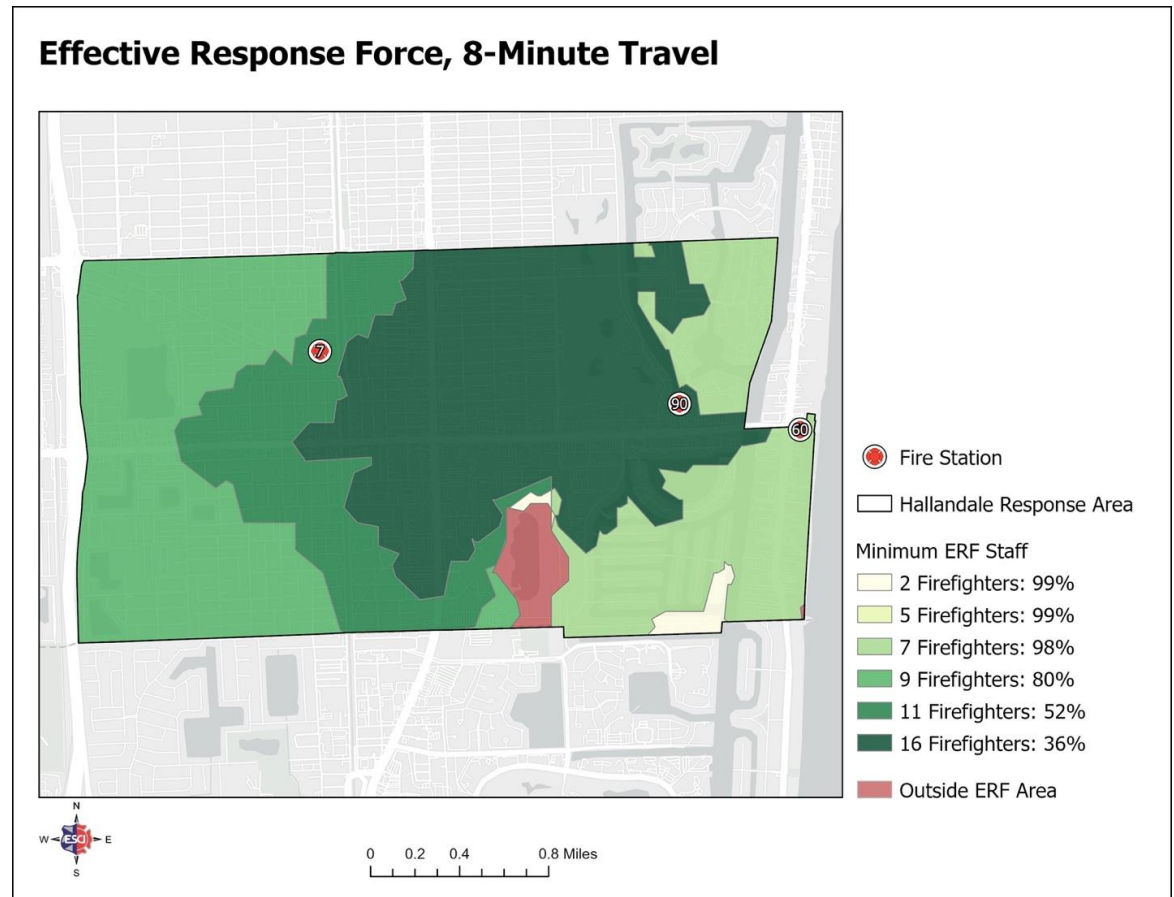 Effective Response Force, 8-Minute Travel
7
90
60
Fire Station
Hallandale Response Area
Minimum ERF Staff
2 Firefighters: 99%
5 Firefighters: 99%
7 Firefighters: 98%
9 Firefighters: 80%
11 Firefighters: 52%
16 Firefighters: 36%
Outside ERF Area
N
W ESCI E
S
0 0.2 0.4 0.8 Miles